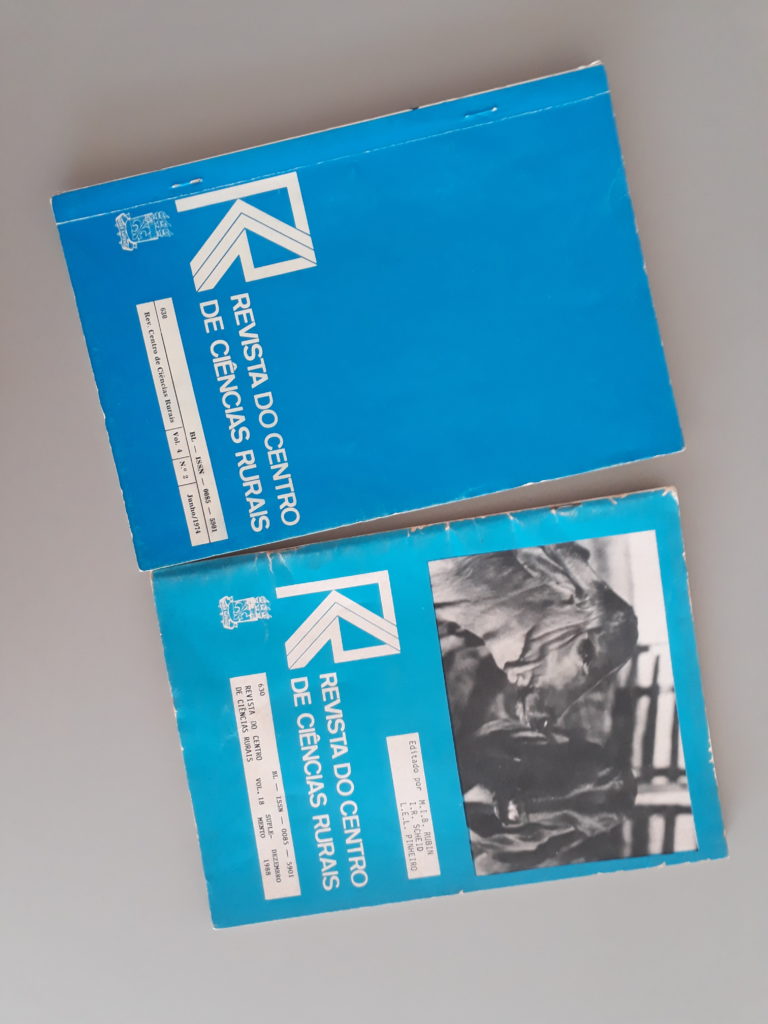 REVISTA DO CENTRO
DE CIÊNCIAS RURAIS
630
BL — ISSN — 0085 — 5901
Rev. Centro de Ciências Rurais Vol. 4 N.º 2 Junho/1974
REVISTA DO CENTRO
DE CIÊNCIAS RURAIS
630
BL — ISSN — 0085 — 5901
REVISTA DO CENTRO VOL. 18 SUPLE- DEZEMBRO
DE CIÊNCIAS RURAIS MENTO 1988
Editado por M.I.B. RUBIN
I.R. SCHEID
L.E.L. PINHEIRO